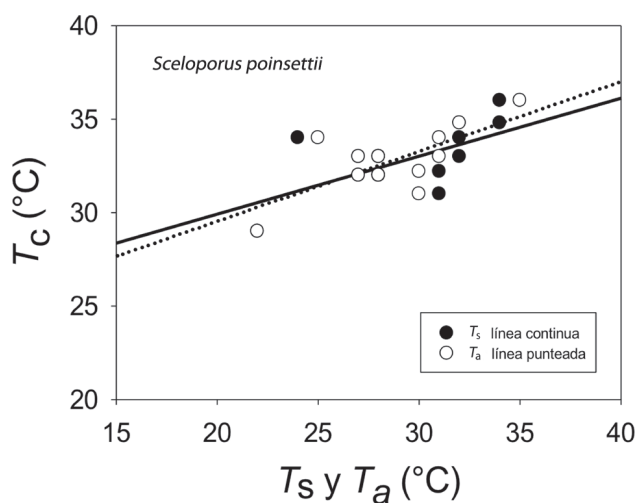 Sceloporus poinsettii
40
35
30
25
20
Tc (°C)
Ts línea continua
Ta línea punteada
15 20 25 30 35 40
Ts y Ta (°C)